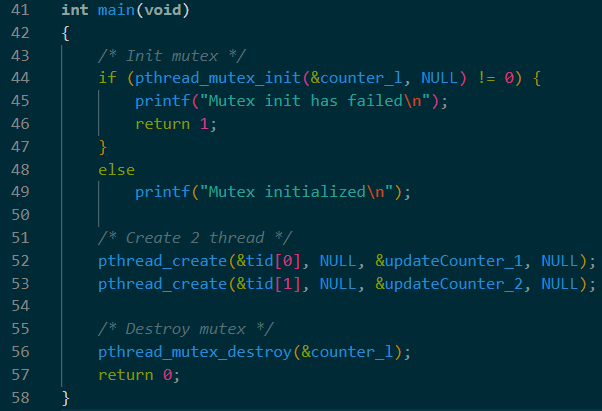 41 int main(void)
42 {
43 /* Init mutex */
44 if (pthread_mutex_init(&counter_l, NULL) != 0) {
45 printf("Mutex init has failed\n");
46 return 1;
47 }
48 else
49 printf("Mutex initialized\n");
50
51 /* Create 2 thread */
52 pthread_create(&tid[0], NULL, &updateCounter_1, NULL);
53 pthread_create(&tid[1], NULL, &updateCounter_2, NULL);
54
55 /* Destroy mutex */
56 pthread_mutex_destroy(&counter_l);
57 return 0;
58 }